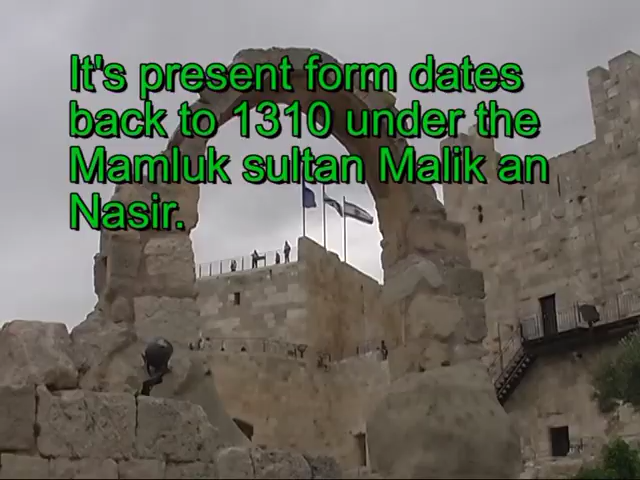 It's present form dates
back to 1310 under the
Mamluk sultan Malik an
Nasir.